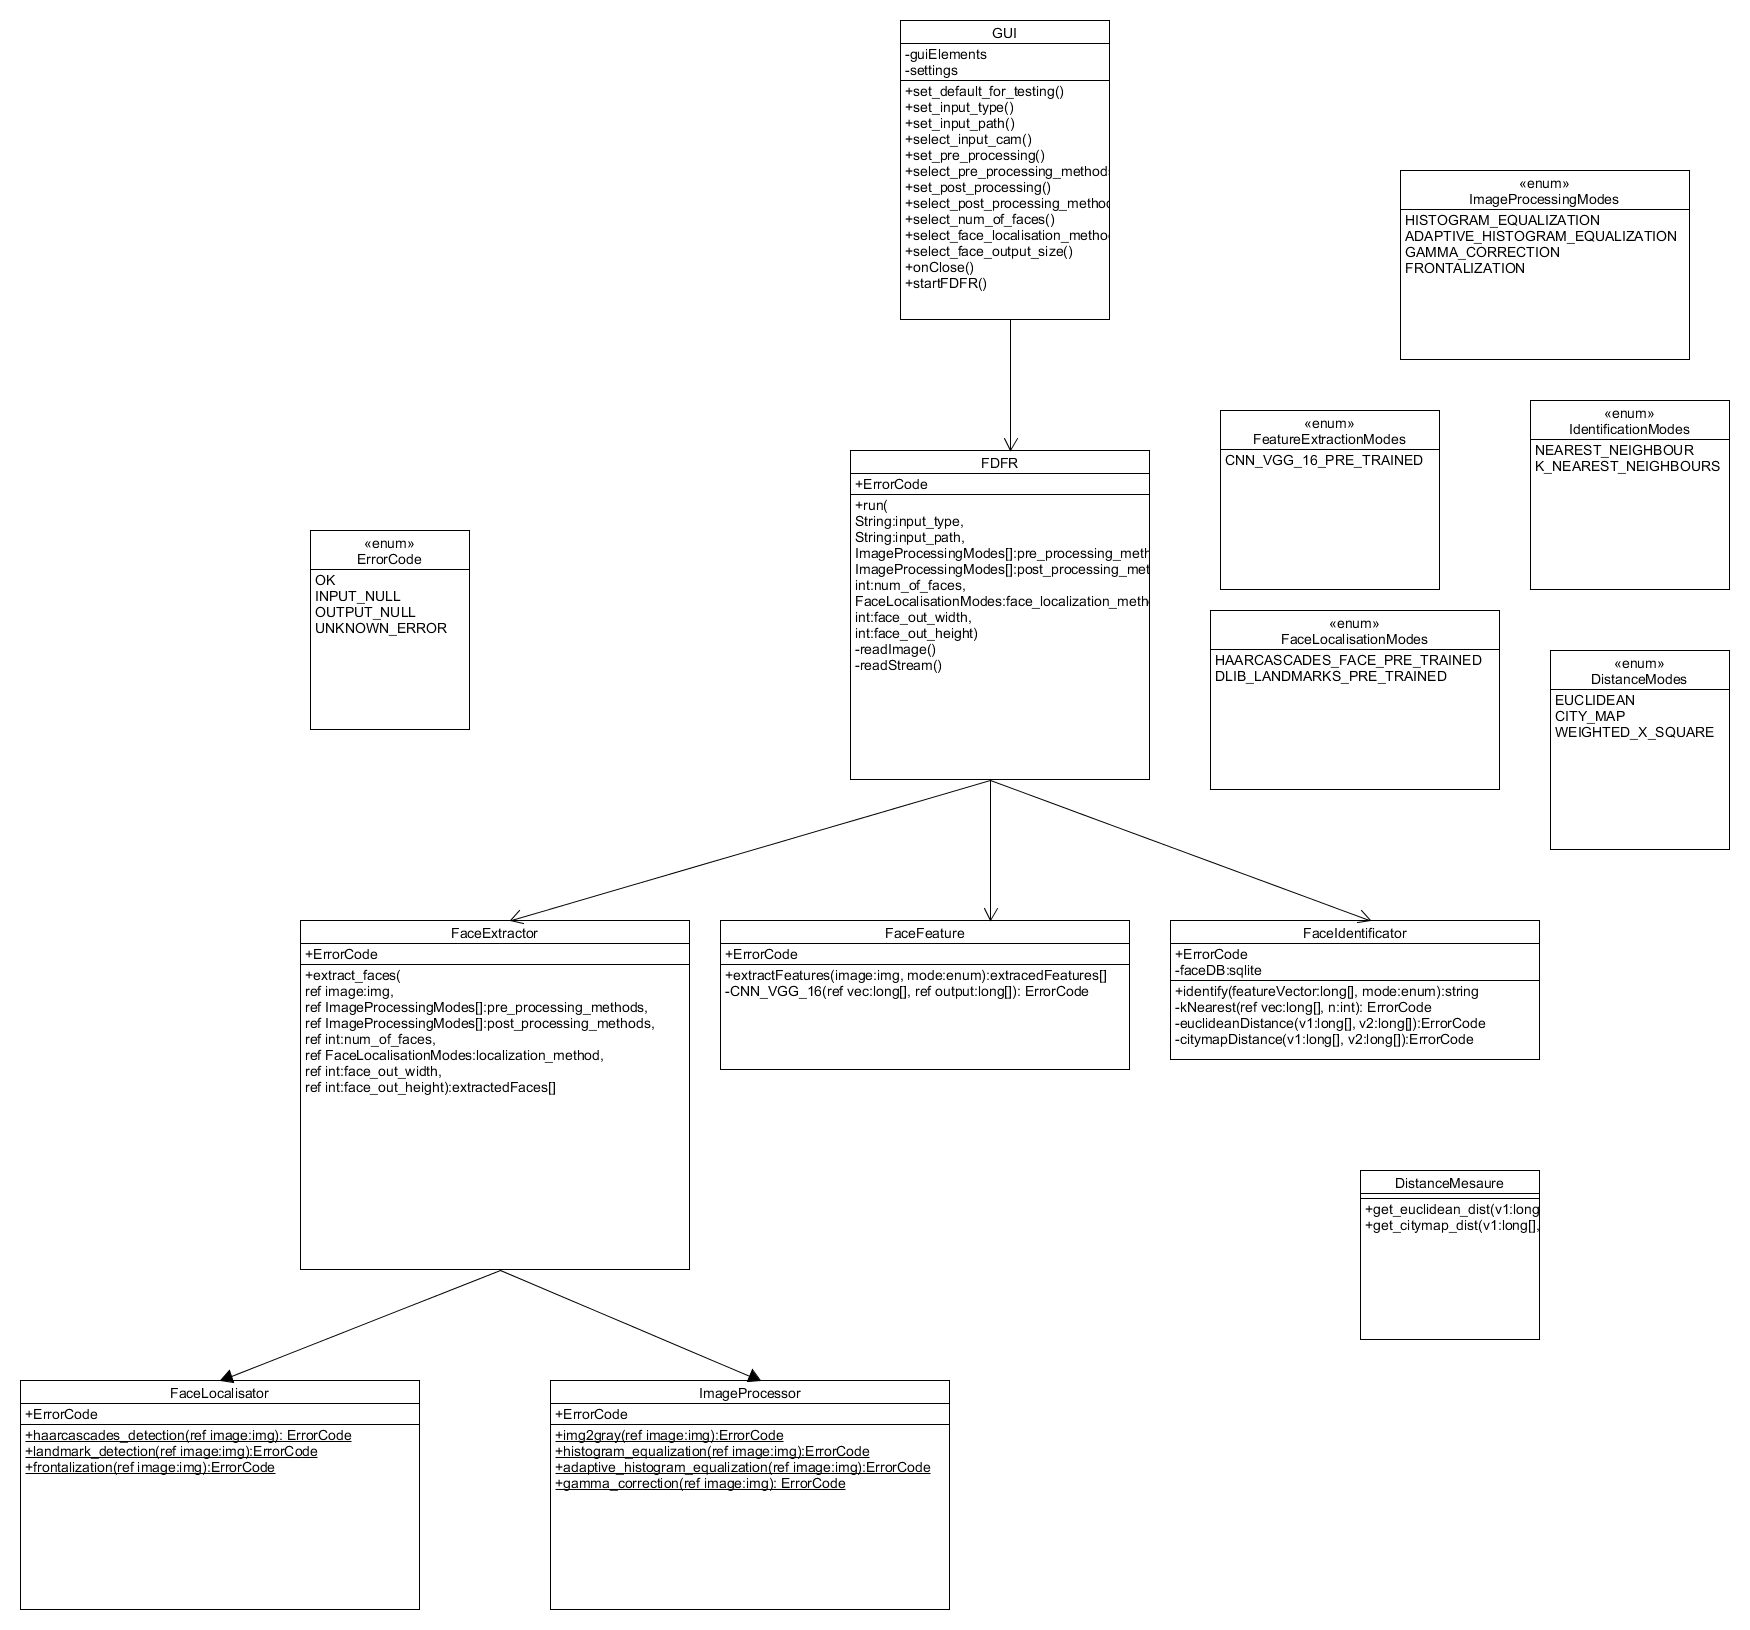 GUI
-guiElements
-settings
+set_default_for_testing()
+set_input_type()
+set_input_path()
+select_input_cam()
+set_pre_processing()
+select_pre_processing_methods
+set_post_processing()
+select_post_processing_method
+select_num_of_faces()
+select_face_localisation_method
+select_face_output_size()
+onClose()
+startFDFR()
«enum»
ImageProcessingModes
HISTOGRAM_EQUALIZATION
ADAPTIVE_HISTOGRAM_EQUALIZATION
GAMMA_CORRECTION
FRONTALIZATION
«enum»
FeatureExtractionModes
CNN_VGG_16_PRE_TRAINED
«enum»
IdentificationModes
NEAREST_NEIGHBOUR
K_NEAREST_NEIGHBOURS
FDFR
+ErrorCode
+run(
String:input_type,
String:input_path,
ImageProcessingModes[]:pre_processing_meth
ImageProcessingModes[]:post_processing_met
int:num_of_faces,
FaceLocalisationModes:face_localization_meth
int:face_out_width,
int:face_out_height)
-readImage()
-readStream()
«enum»
ErrorCode
OK
INPUT_NULL
OUTPUT_NULL
UNKNOWN_ERROR
«enum»
FaceLocalisationModes
HAARCASCADES_FACE_PRE_TRAINED
DLIB_LANDMARKS_PRE_TRAINED
«enum»
DistanceModes
EUCLIDEAN
CITY_MAP
WEIGHTED_X_SQUARE
FaceExtractor
+ErrorCode
+extract_faces(
ref image:img,
ref ImageProcessingModes[]:pre_processing_methods,
ref ImageProcessingModes[]:post_processing_methods,
ref int:num_of_faces,
ref FaceLocalisationModes:localization_method,
ref int:face_out_width,
ref int:face_out_height):extractedFaces[]
FaceFeature
+ErrorCode
+extractFeatures(image:img, mode:enum):extracedFeatures[]
-CNN_VGG_16(ref vec:long[], ref output:long[]): ErrorCode
FaceIdentificator
+ErrorCode
-faceDB:sqlite
+identify(featureVector:long[], mode:enum):string
-kNearest(ref vec:long[], n:int): ErrorCode
-euclideanDistance(v1:long[], v2:long[]):ErrorCode
-citymapDistance(v1:long[], v2:long[]):ErrorCode
DistanceMesaure
+get_euclidean_dist(v1:long
+get_citymap_dist(v1:long[],
FaceLocalisator
+ErrorCode
+haarcascades_detection(ref image:img): ErrorCode
+landmark_detection(ref image:img):ErrorCode
+frontalization(ref image:img):ErrorCode
ImageProcessor
+ErrorCode
+img2gray(ref image:img):ErrorCode
+histogram_equalization(ref image:img):ErrorCode
+adaptive_histogram_equalization(ref image:img):ErrorCode
+gamma_correction(ref image:img): ErrorCode